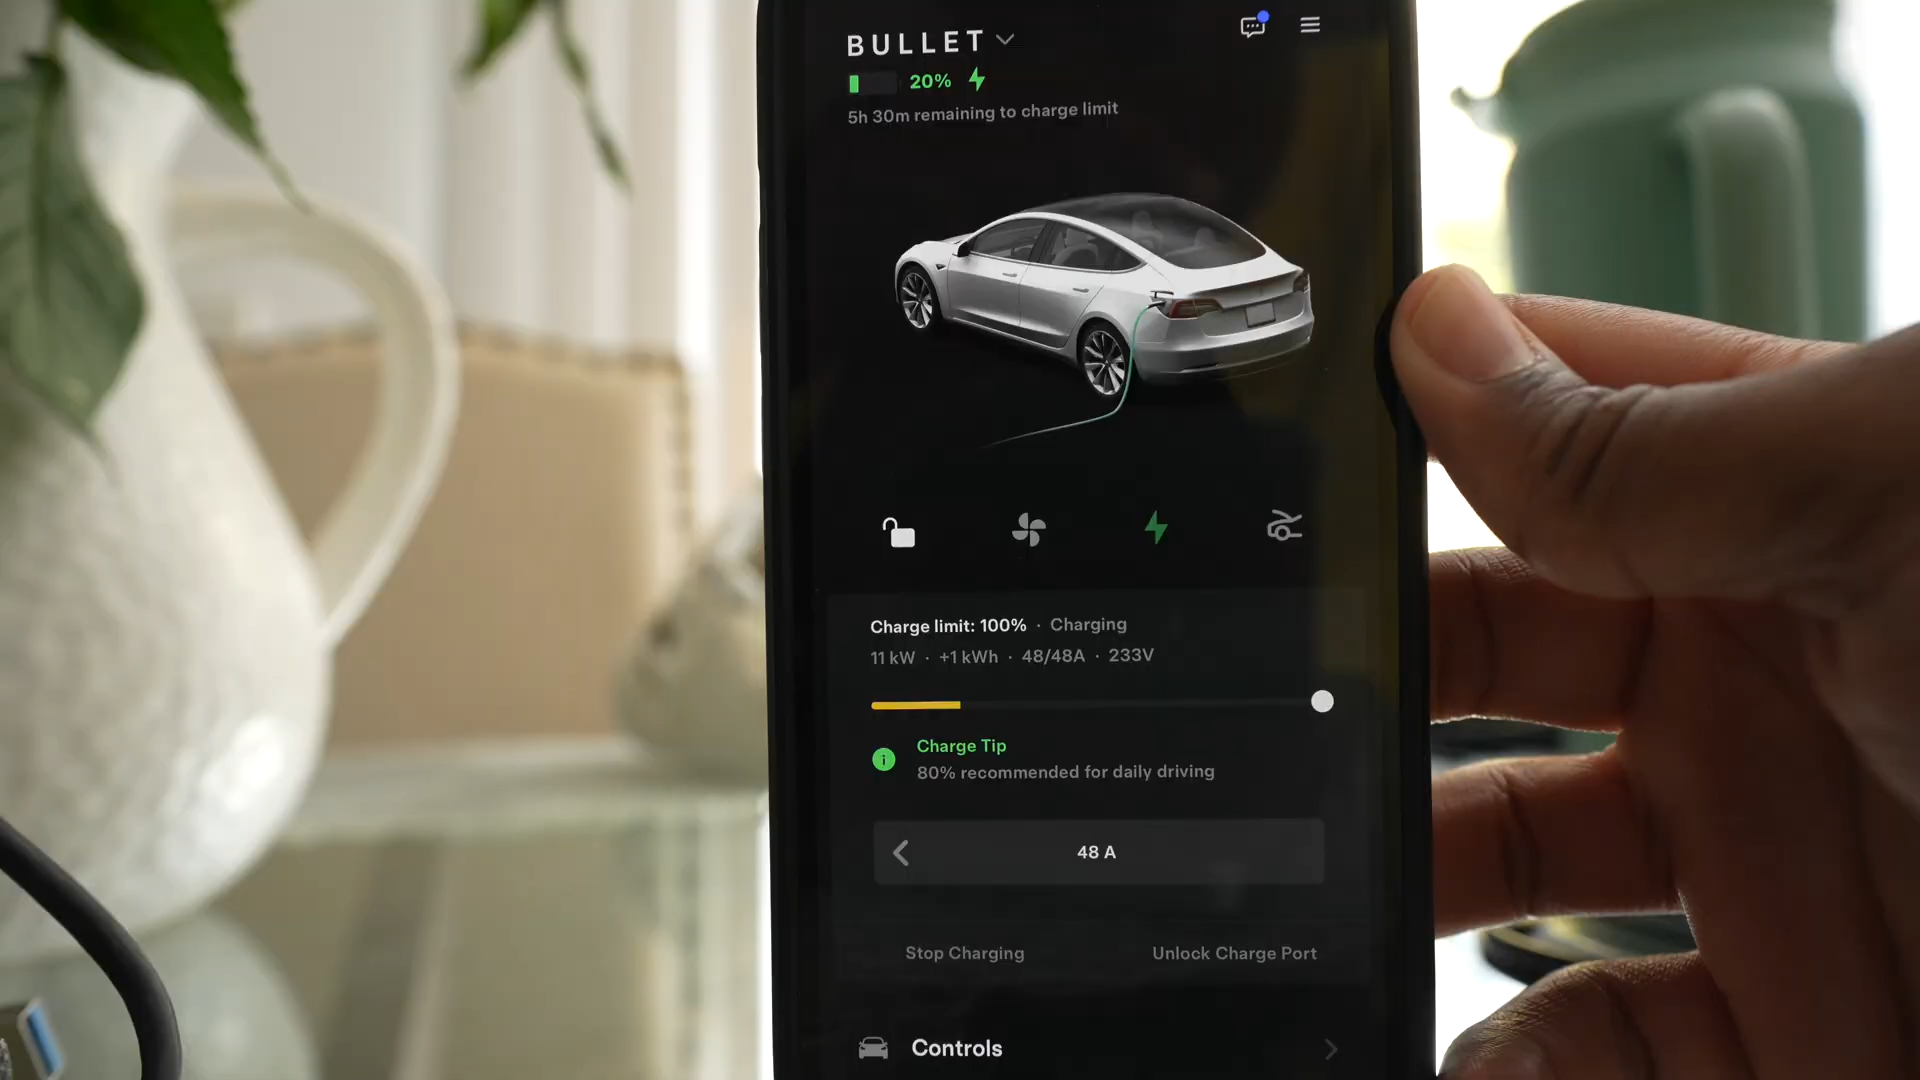 BULLET
20%
5h 30m remaining to charge limit
Charge limit: 100% · Charging
11 kW · +1 kWh · 48/48A · 233V
Charge Tip
80% recommended for daily driving
48 A
Stop Charging
Unlock Charge Port
Controls